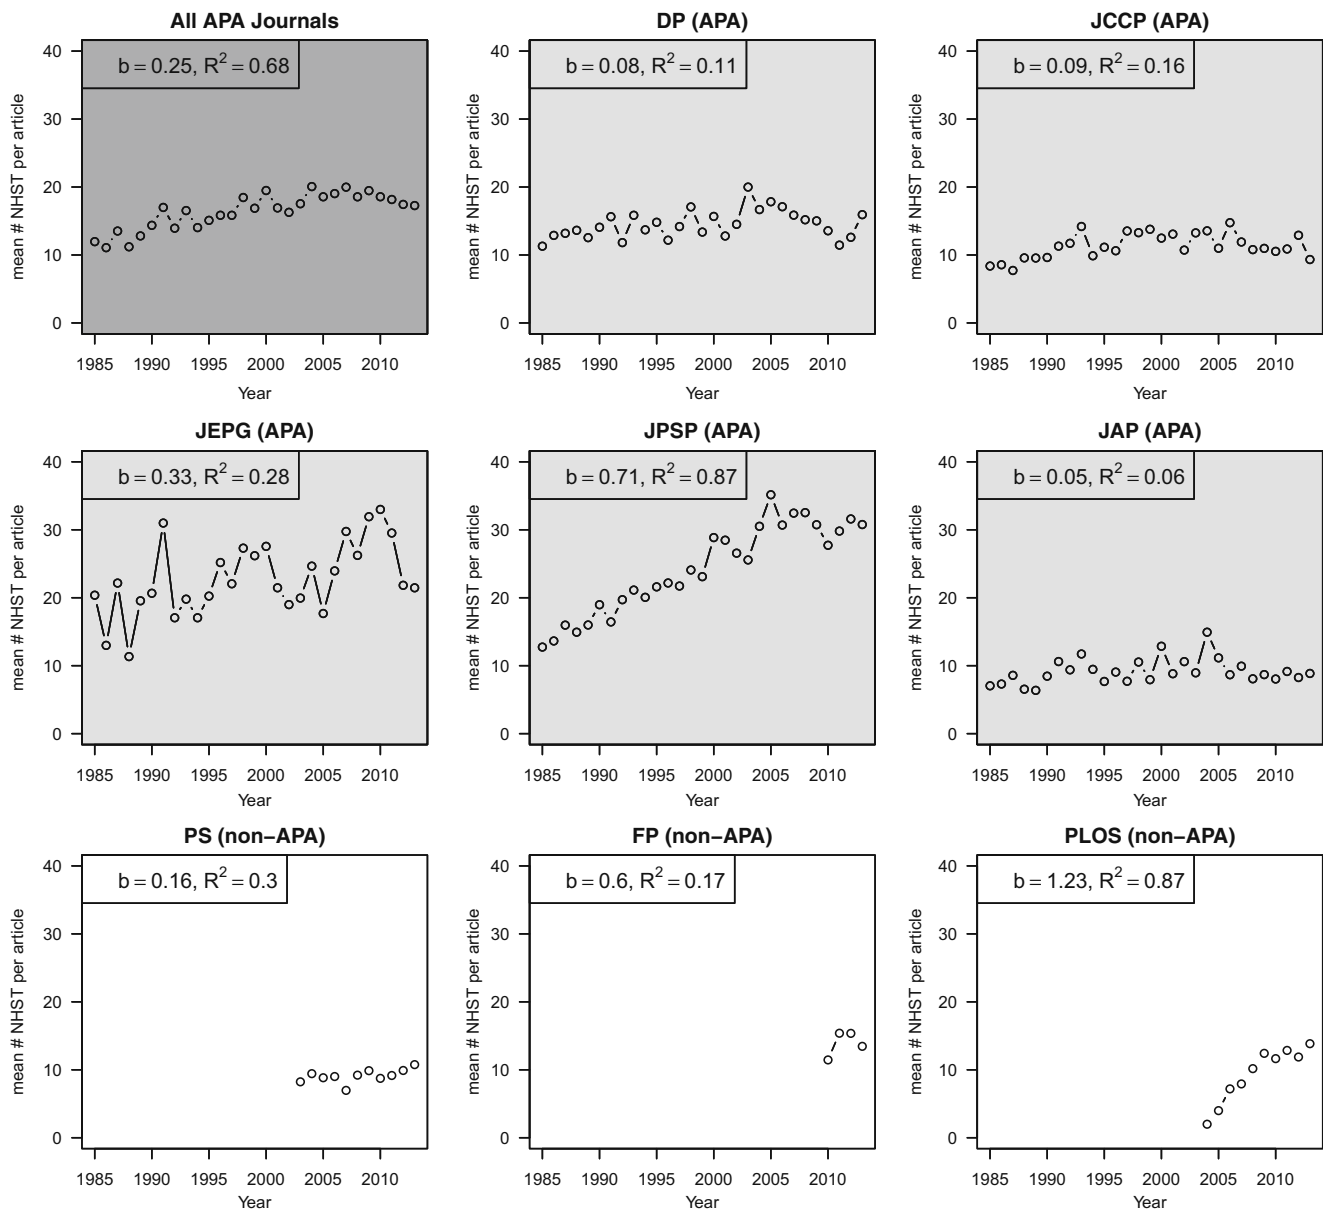 All APA Journals
b = 0.25, R² = 0.68
mean # NHST per article
40
30
20
10
0
1985 1990 1995 2000 2005 2010
Year
DP (APA)
b = 0.08, R² = 0.11
mean # NHST per article
40
30
20
10
0
1985 1990 1995 2000 2005 2010
Year
JCCP (APA)
b = 0.09, R² = 0.16
mean # NHST per article
40
30
20
10
0
1985 1990 1995 2000 2005 2010
Year
JEPG (APA)
b = 0.33, R² = 0.28
mean # NHST per article
40
30
20
10
0
1985 1990 1995 2000 2005 2010
Year
JPSP (APA)
b = 0.71, R² = 0.87
mean # NHST per article
40
30
20
10
0
1985 1990 1995 2000 2005 2010
Year
JAP (APA)
b = 0.05, R² = 0.06
mean # NHST per article
40
30
20
10
0
1985 1990 1995 2000 2005 2010
Year
PS (non−APA)
b = 0.16, R² = 0.3
mean # NHST per article
40
30
20
10
0
1985 1990 1995 2000 2005 2010
Year
FP (non−APA)
b = 0.6, R² = 0.17
mean # NHST per article
40
30
20
10
0
1985 1990 1995 2000 2005 2010
Year
PLOS (non−APA)
b = 1.23, R² = 0.87
mean # NHST per article
40
30
20
10
0
1985 1990 1995 2000 2005 2010
Year